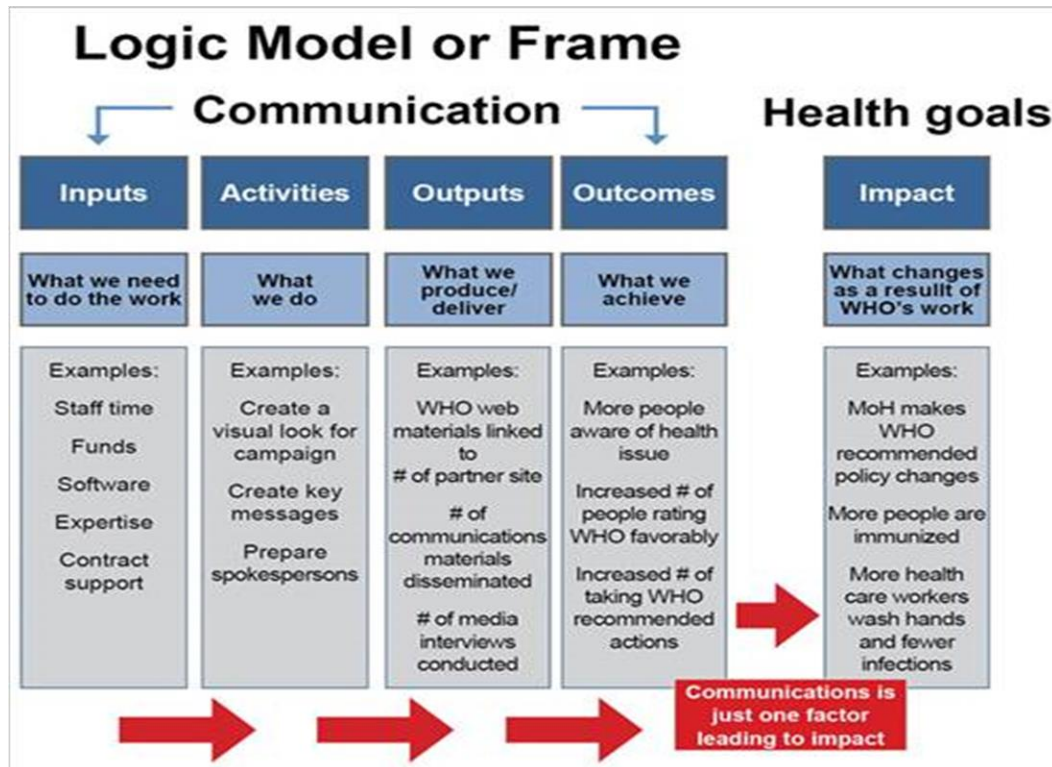 Logic Model or Frame
Communication
Health goals
Inputs
Activities
Outputs
Outcomes
Impact
What we need
to do the work
What
we do
What we
produce/
deliver
What we
achieve
What changes
as a resullt of
WHO's work
Examples:
Staff time
Funds
Software
Expertise
Contract
support
Examples:
Create a
visual look for
campaign
Create key
messages
Prepare
spokespersons
Examples:
WHO web
materials linked
to
# of partner site
# of
communications
materials
disseminated
# of media
interviews
conducted
Examples:
More people
aware of health
issue
Increased # of
people rating
WHO favorably
Increased # of
taking WHO
recommended
actions
Examples:
MoH makes
WHO
recommended
policy changes
More people are
immunized
More health
care workers
wash hands
and fewer
infections
Communications is
just one factor
leading to impact